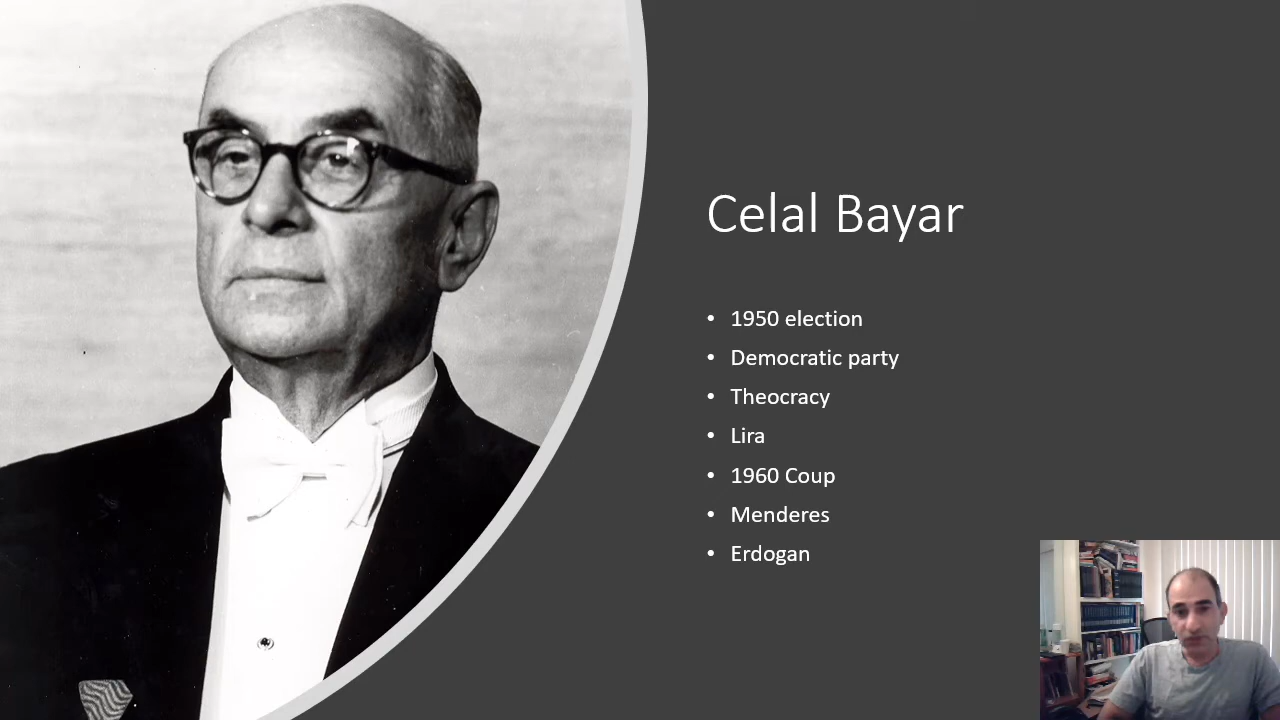 Celal Bayar
• 1950 election
• Democratic party
• Theocracy
• Lira
• 1960 Coup
• Menderes
• Erdogan